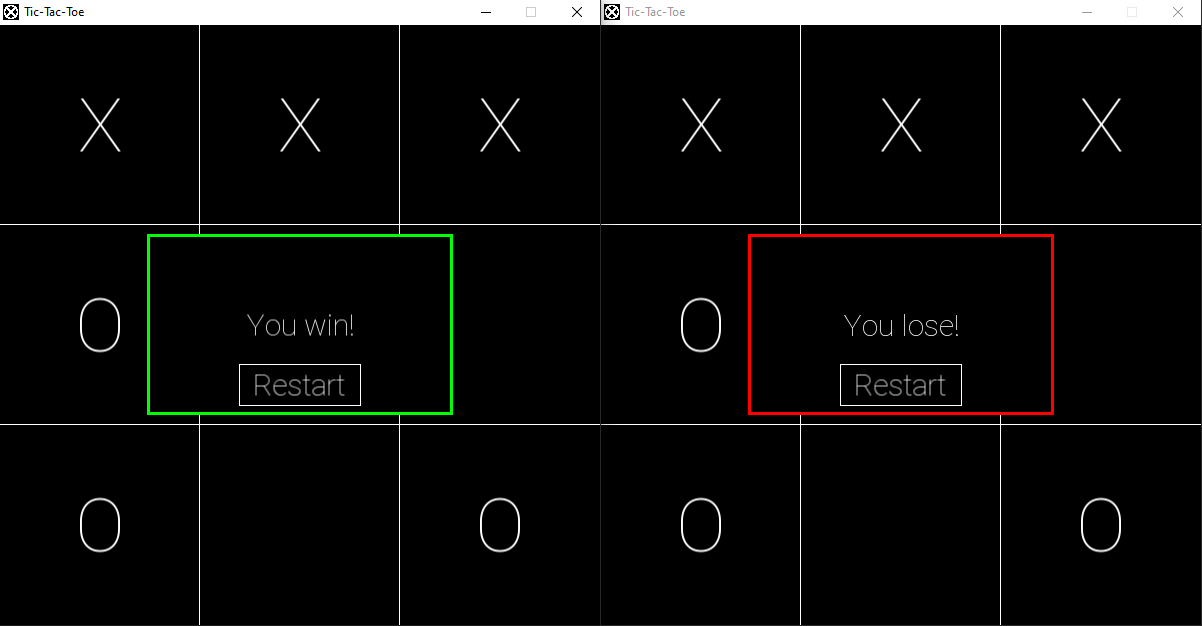 Tic-Tac-Toe
X X X
O
You win!
Restart
O O
Tic-Tac-Toe
X X X
O
You lose!
Restart
O O